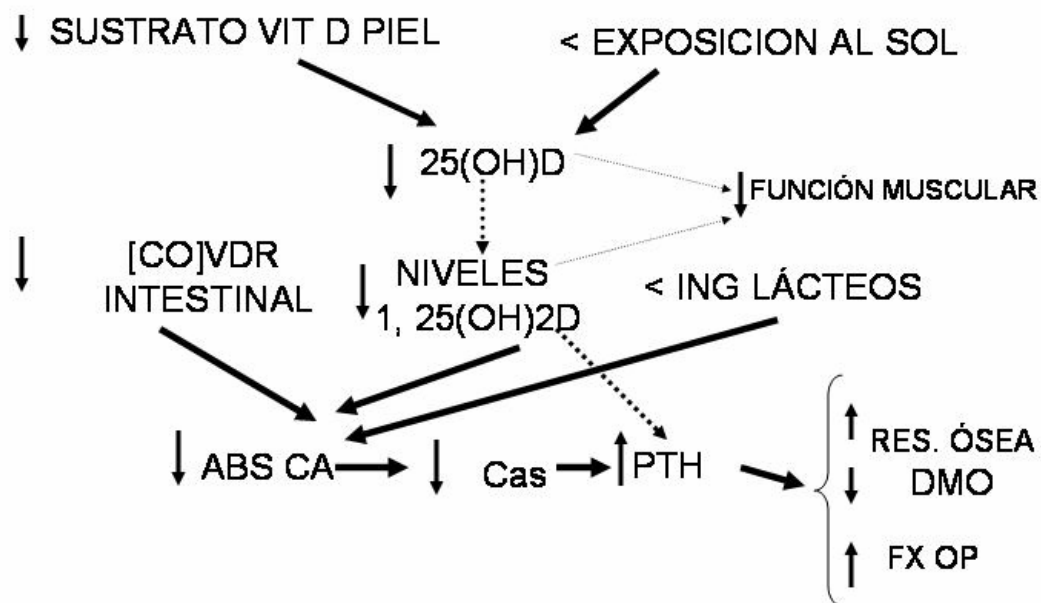 ↓ SUSTRATO VIT D PIEL
< EXPOSICION AL SOL
↓ 25(OH)D
↓ FUNCIÓN MUSCULAR
↓ [CO]VDR
INTESTINAL
↓ NIVELES
1, 25(OH)2D
< ING LÁCTEOS
↓ ABS CA
↓ Cas
↑ PTH
↑ RES. ÓSEA
↓ DMO
↑ FX OP